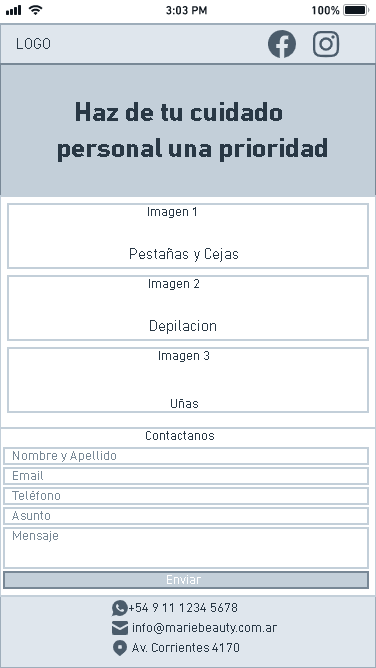 3:03 PM 100%
LOGO
Haz de tu cuidado
personal una prioridad
Imagen 1
Pestañas y Cejas
Imagen 2
Depilacion
Imagen 3
Uñas
Contactanos
Nombre y Apellido
Email
Teléfono
Asunto
Mensaje
Enviar
+54 9 11 1234 5678
info@mariebeauty.com.ar
Av. Corrientes 4170